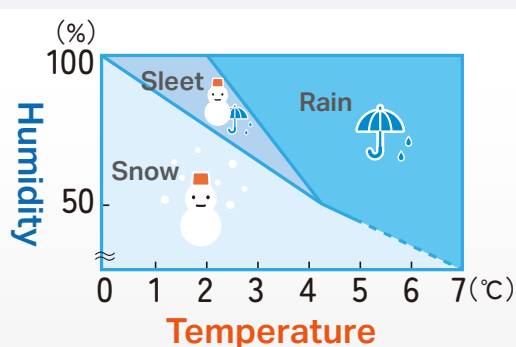 (%)
100
Sleet
Rain
Humidity
Snow
50
0 1 2 3 4 5 6 7(℃)
Temperature